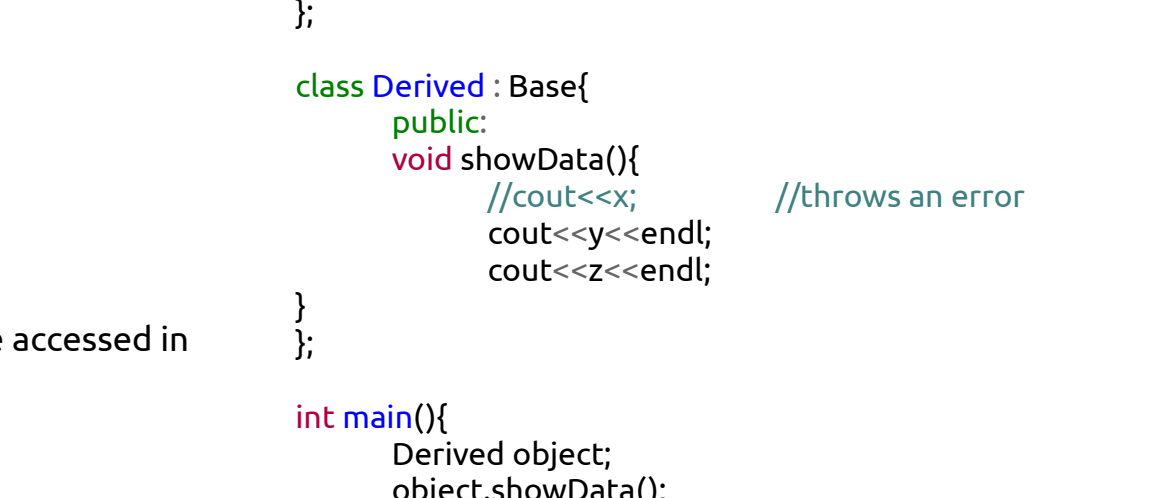 };
class Derived : Base{
public:
void showData(){
//cout<<x; //throws an error
cout<<y<<endl;
cout<<z<<endl;
}
accessed in
};
int main(){
Derived object;
object.showData();